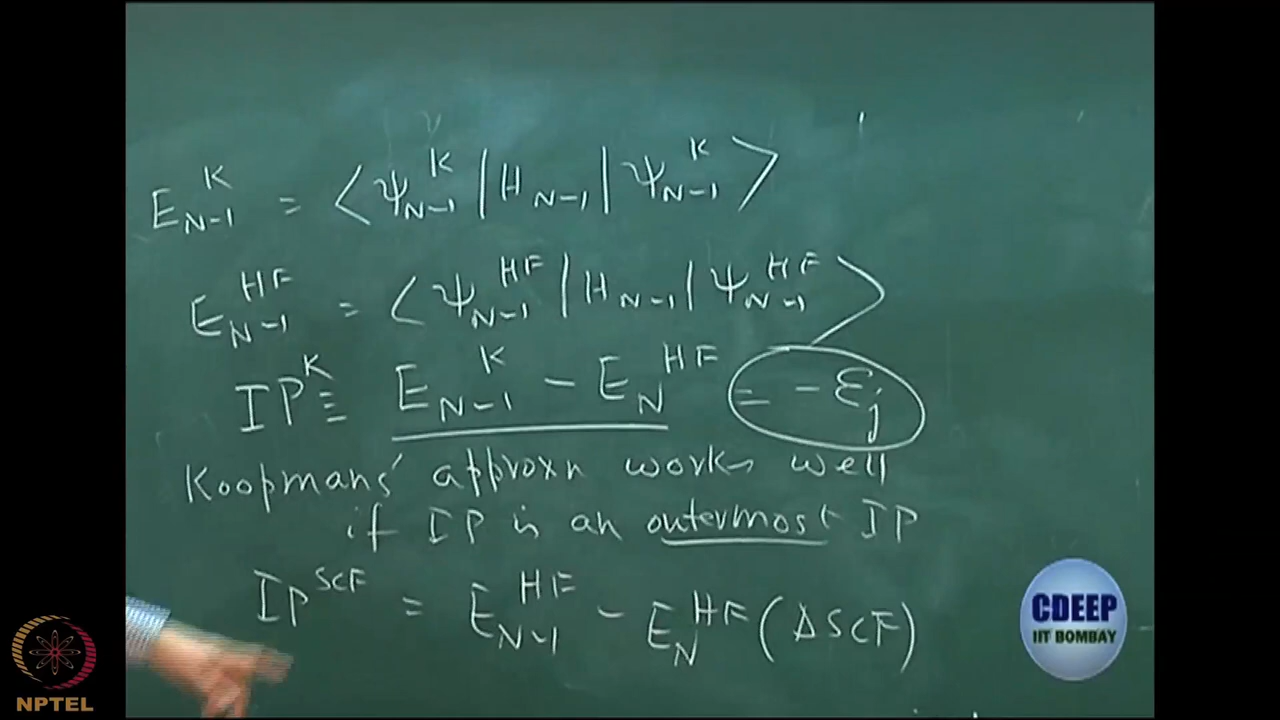 E_{N-1}^{K} = ⟨ψ_{N-1}^{K} | H_{N-1} | ψ_{N-1}^{K}⟩
E_{N-1}^{HF} = ⟨ψ_{N-1}^{HF} | H_{N-1} | ψ_{N-1}^{HF}⟩
IP^{K} ≡ E_{N-1}^{K} - E_{N}^{HF} = -ε_{j}
Koopmans' approxn works well
if IP is an outermost IP
IP^{SCF} = E_{N-1}^{HF} - E_{N}^{HF} (ΔSCF)
CDEEP
IIT BOMBAY
NPTEL